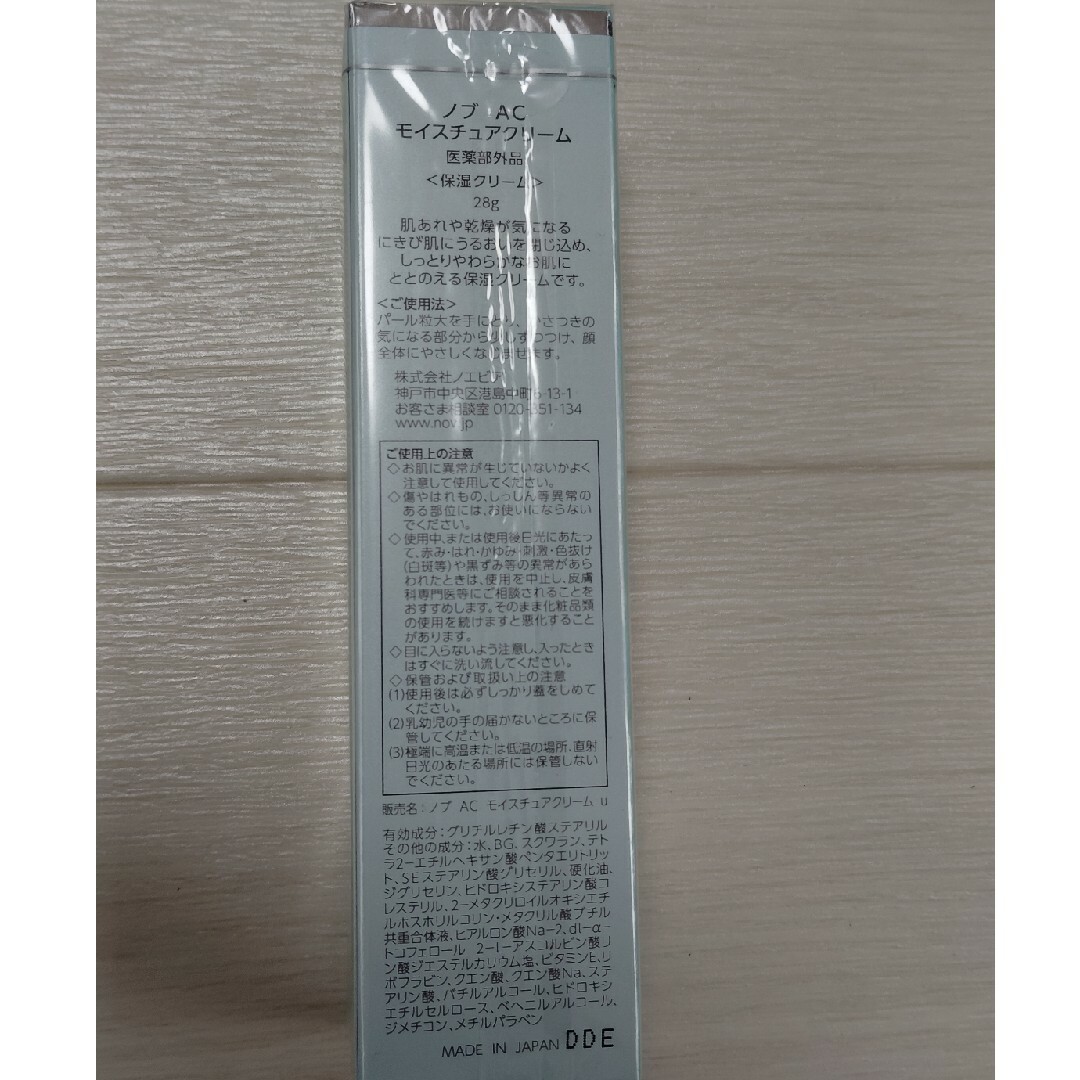 ノブ AC
モイスチュアクリーム
医薬部外品
<保湿クリーム>
28g
肌あれや乾燥が気になる
にきび肌にうるおいを閉じ込め、
しっとりやわらかなお肌に
ととのえる保湿クリームです。
<ご使用法>
パール粒大を手にとり、かさつきの
気になる部分から少しずつつけ、顔
全体にやさしくなじませます。
株式会社ノエビア
神戸市中央区港島中町6-13-1
お客さま相談室 0120-351-134
www.nov.jp
ご使用上の注意
◇お肌に異常が生じていないかよく
注意して使用してください。
◇傷やはれもの、しっしん等異常の
ある部位には、お使いにならない
でください。
◇使用中、または使用後日光にあたっ
て、赤み・はれ・かゆみ・刺激・色抜け
(白斑等)や黒ずみ等の異常があら
われたときは、使用を中止し、皮膚
科専門医等にご相談されることを
おすすめします。そのまま化粧品類
の使用を続けますと悪化すること
があります。
◇目に入らないよう注意し、入ったとき
はすぐに洗い流してください。
◇保管および取扱い上の注意
(1)使用後は必ずしっかり蓋をしめて
ください。
(2)乳幼児の手の届かないところに保
管してください。
(3)極端に高温または低温の場所、直射
日光のあたる場所には保管しない
でください。
販売名:ノブ AC モイスチュアクリーム u
有効成分:グリチルレチン酸ステアリル
その他の成分:水、BG、スクワラン、テト
ラ2-エチルヘキサン酸ペンタエリトリッ
ト、SEステアリン酸グリセリル、硬化油、
ジグリセリン、ヒドロキシステアリン酸コ
レステリル、2-メタクリロイルオキシエチ
ルホスホリルコリン・メタクリル酸ブチル
共重合体液、ヒアルロン酸Na-2、dl-α-
トコフェロール 2-l-アスコルビン酸リ
ン酸ジエステルカリウム塩、ビタミンE、リ
ボフラビン、クエン酸、クエン酸Na、ステ
アリン酸、バチルアルコール、ヒドロキシ
エチルセルロース、ベヘニルアルコール、
ジメチコン、メチルパラベン
MADE IN JAPAN DDE